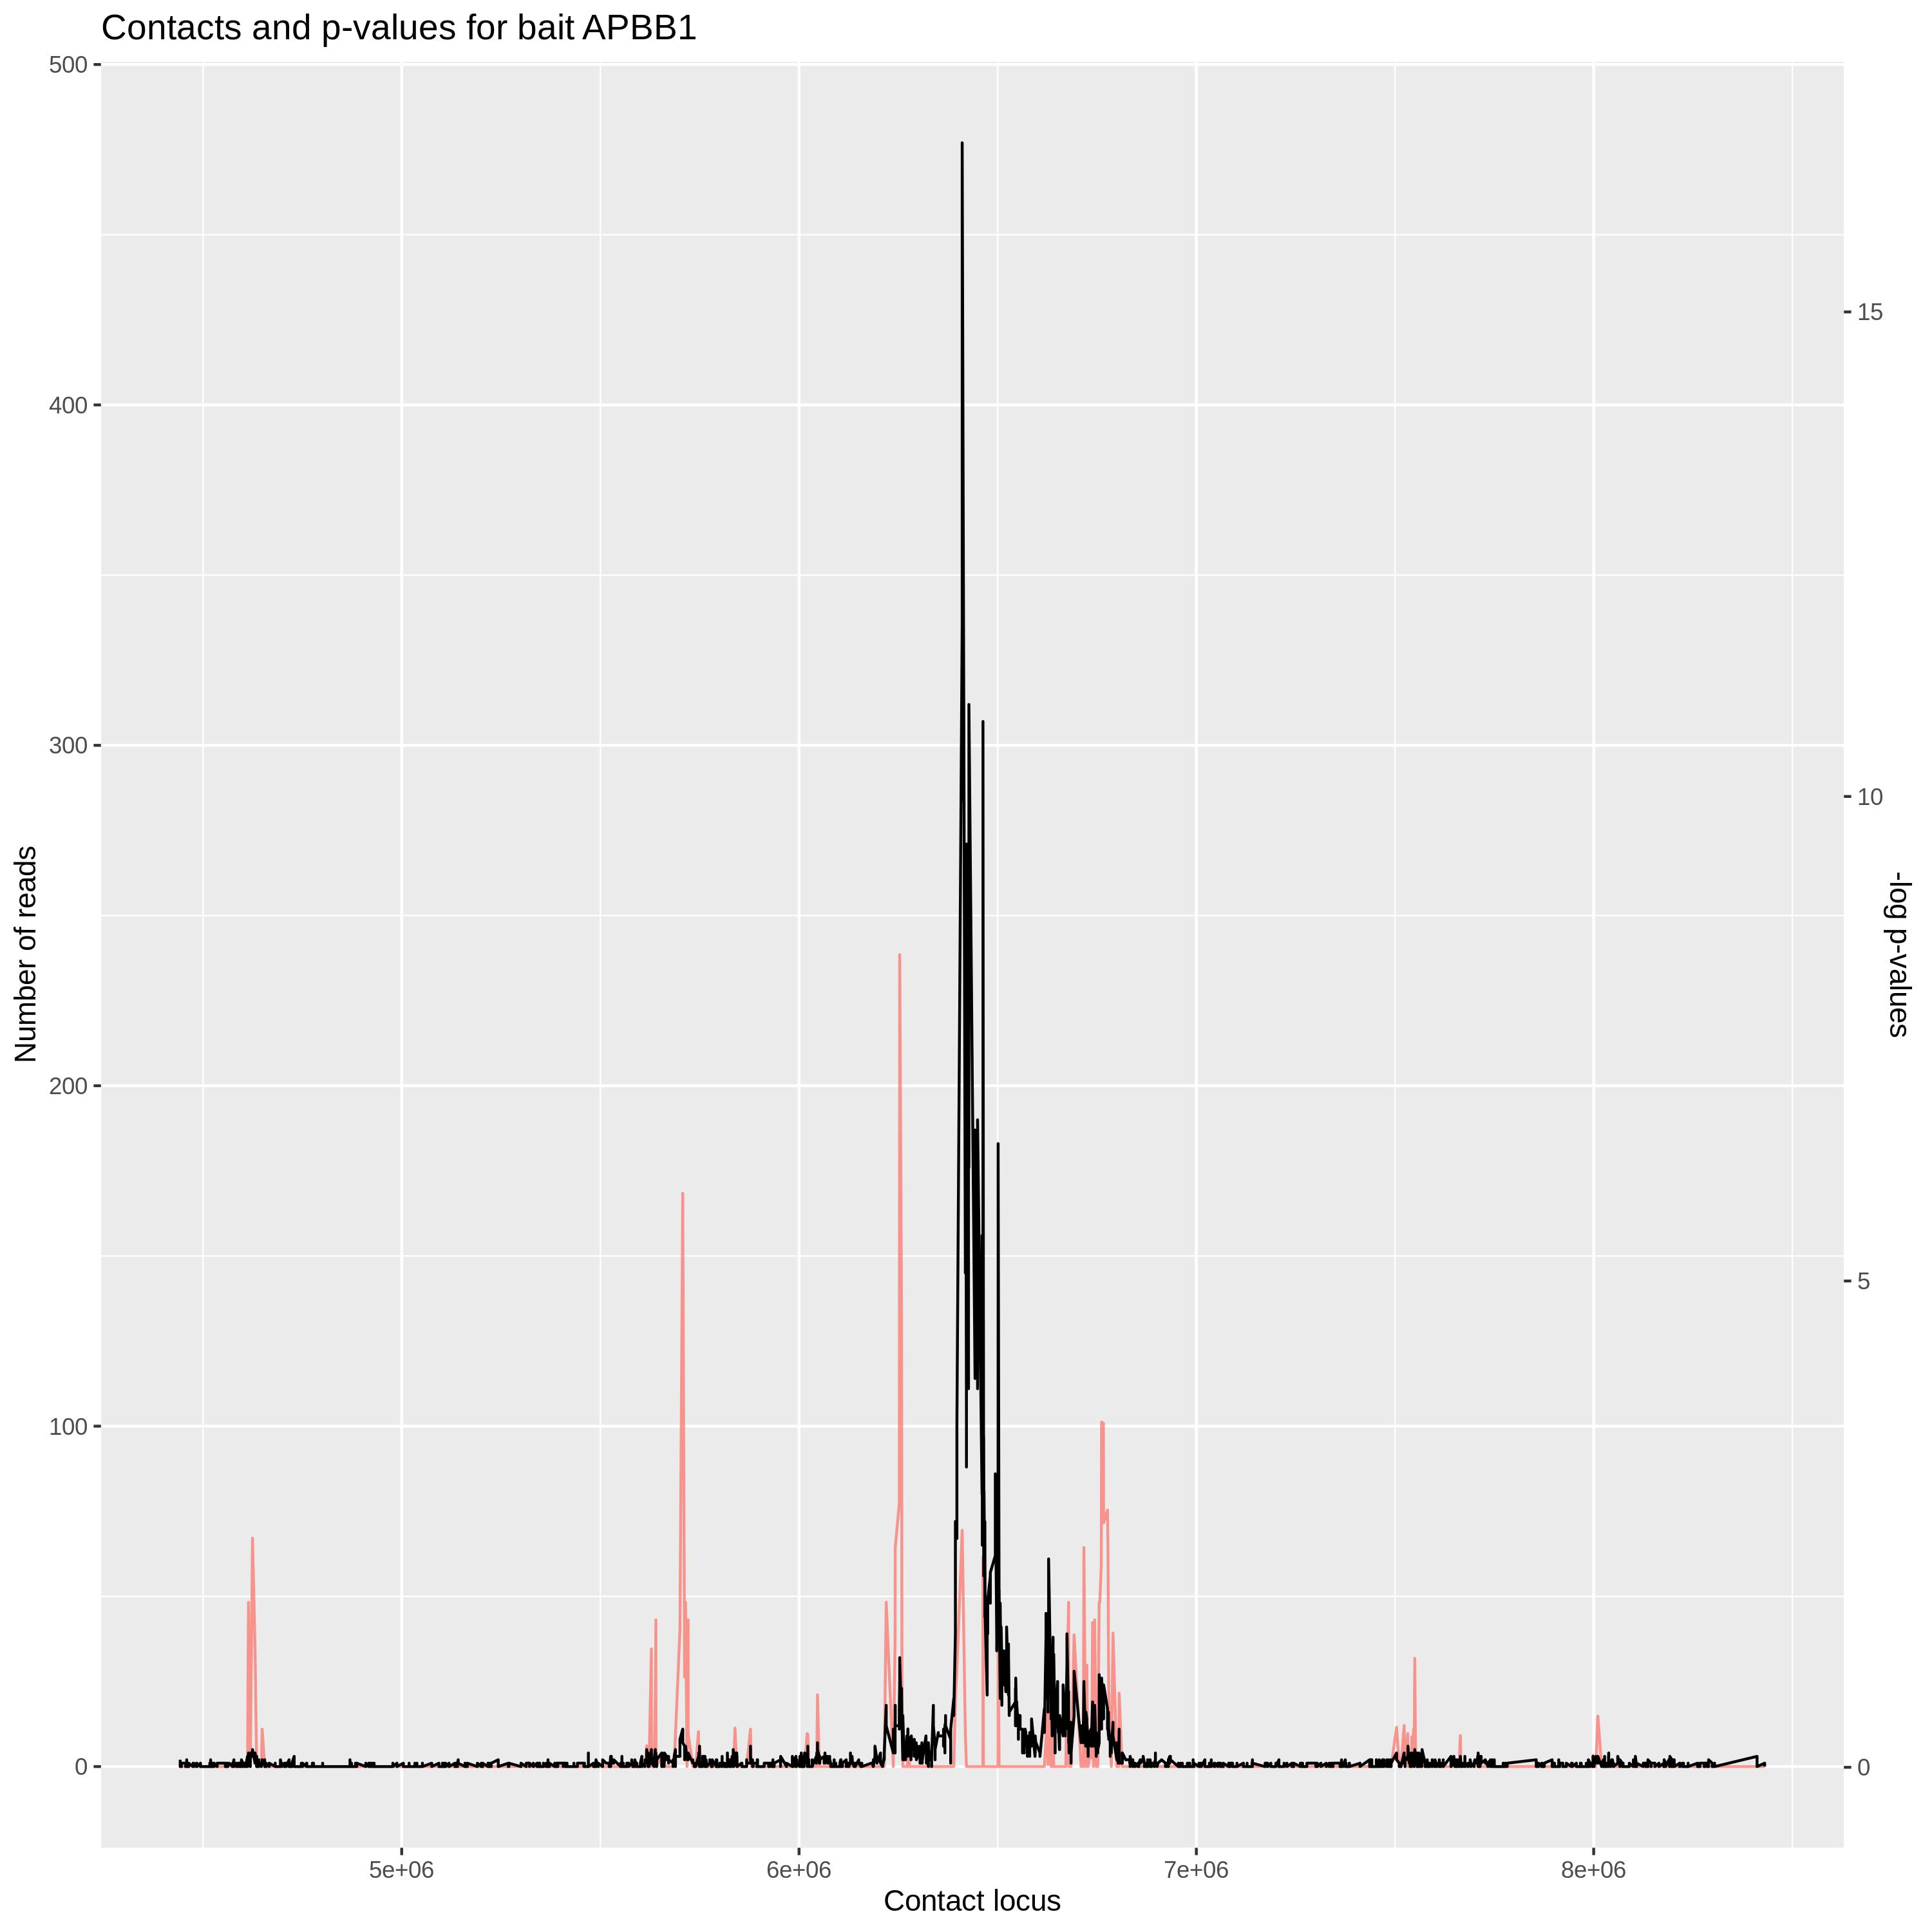 Contacts and p-values for bait APBB1
500
400
300
200
100
0
Number of reads
15
10
5
0
-log p-values
5e+06 6e+06 7e+06 8e+06
Contact locus